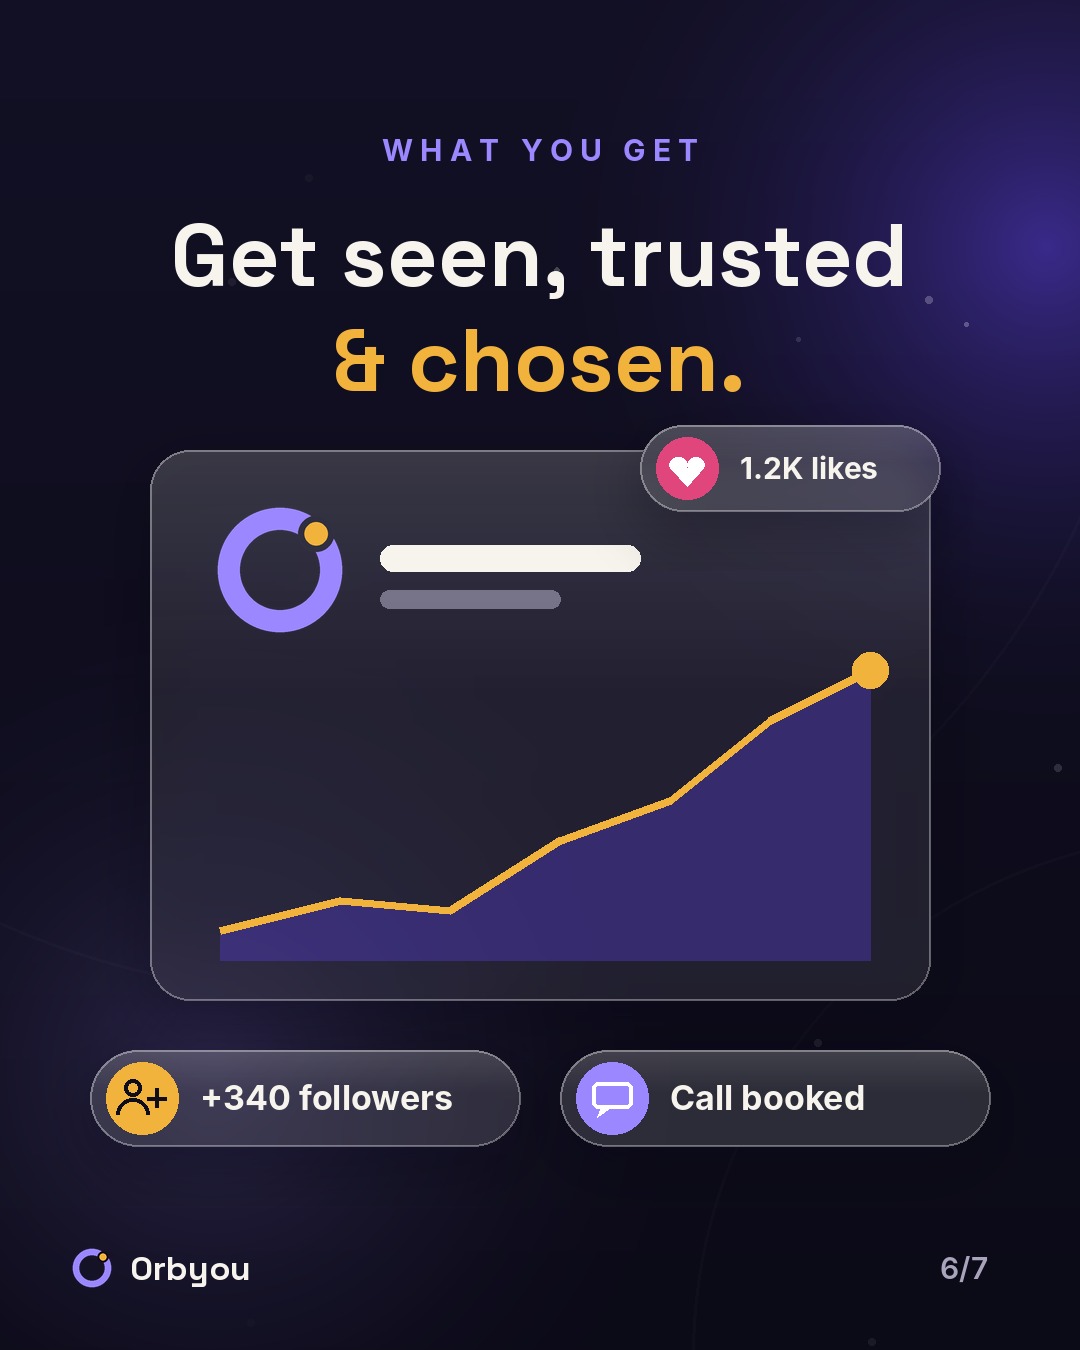 WHAT YOU GET
Get seen, trusted
& chosen.
1.2K likes
+340 followers
Call booked
Orbyou
6/7